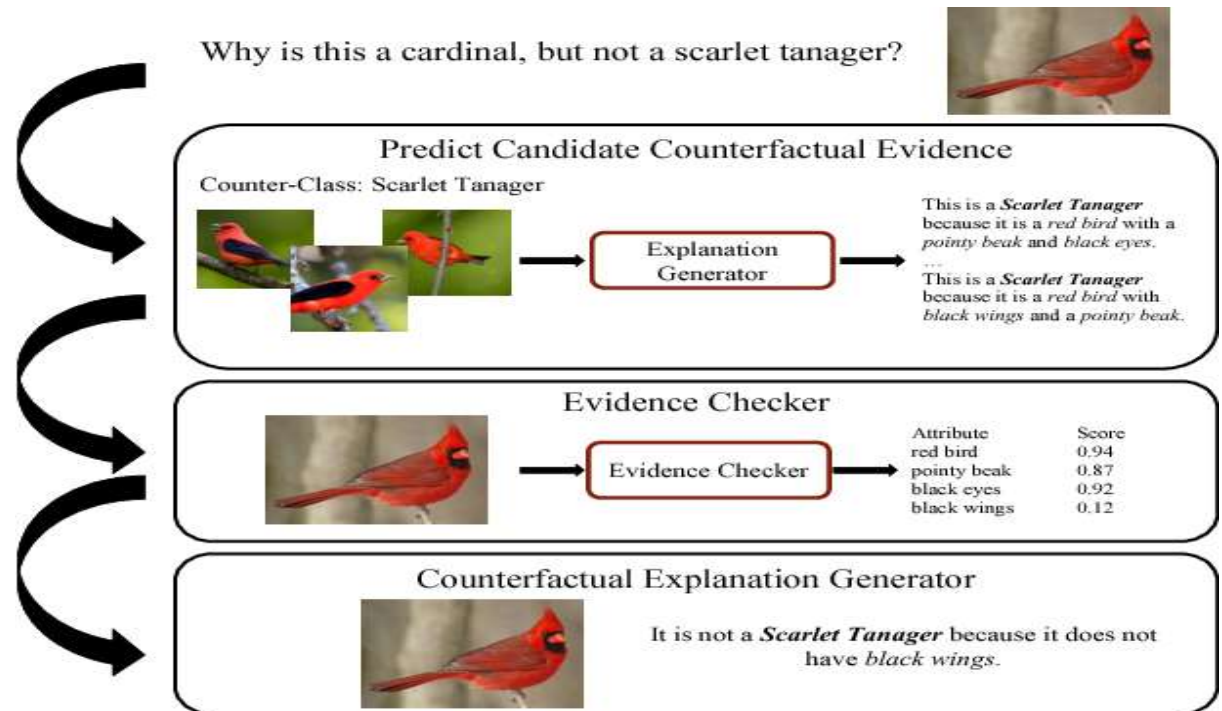 Why is this a cardinal, but not a scarlet tanager?
Predict Candidate Counterfactual Evidence
Counter-Class: Scarlet Tanager
Explanation
Generator
This is a Scarlet Tanager
because it is a red bird with a
pointy beak and black eyes.
...
This is a Scarlet Tanager
because it is a red bird with
black wings and a pointy beak.
Evidence Checker
Evidence Checker
Attribute Score
red bird 0.94
pointy beak 0.87
black eyes 0.92
black wings 0.12
Counterfactual Explanation Generator
It is not a Scarlet Tanager because it does not
have black wings.